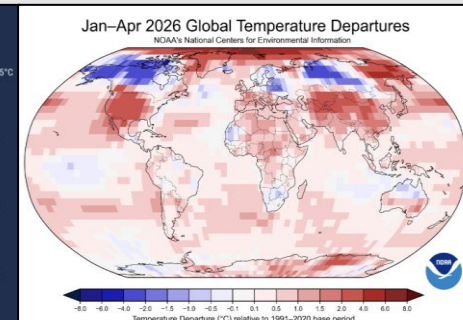 Jan–Apr 2026 Global Temperature Departures
NOAA's National Centers for Environmental Information
5°C
NOAA
-8.0 -6.0 -4.0 -2.0 -1.5 -1.0 -0.5 -0.1 0.1 0.5 1.0 1.5 2.0 4.0 6.0 8.0
Temperature Departure (°C) relative to 1991–2020 base period